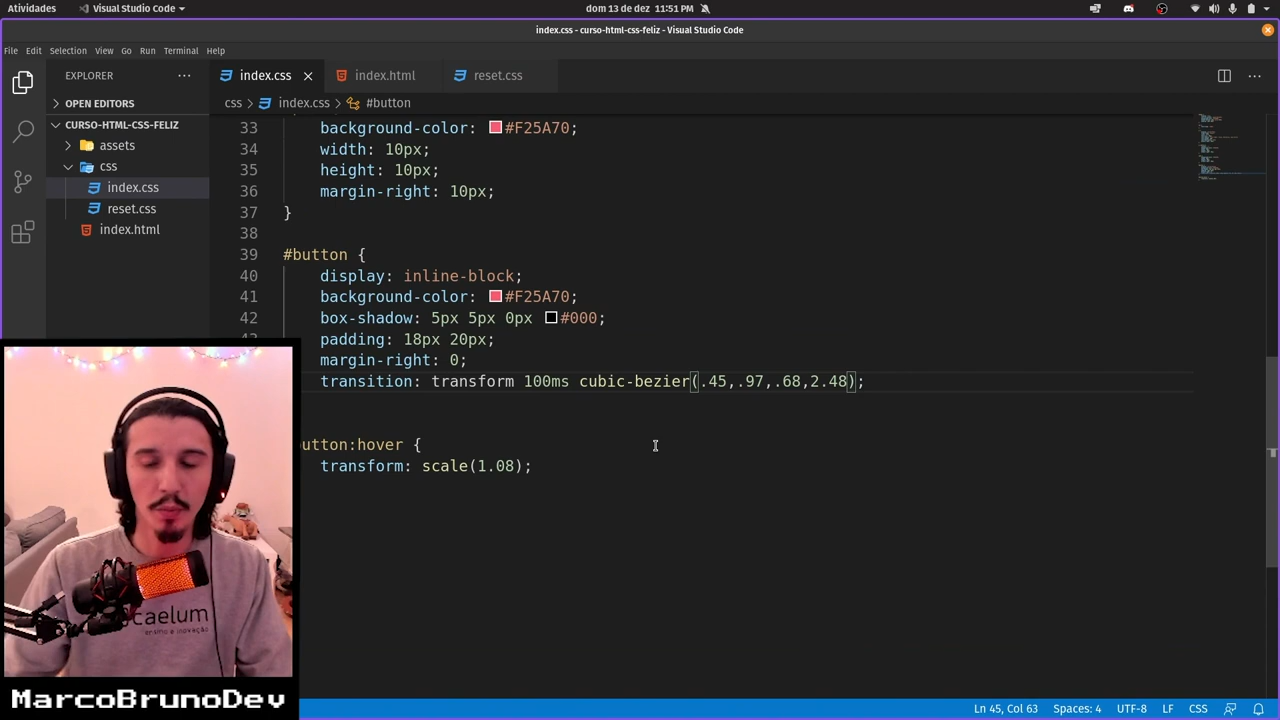 Atividades
Visual Studio Code
dom 13 de dez 11:51 PM
index.css - curso-html-css-feliz - Visual Studio Code
File Edit Selection View Go Run Terminal Help
EXPLORER
index.css
index.html
reset.css
OPEN EDITORS
CURSO-HTML-CSS-FELIZ
assets
css
index.css
reset.css
index.html
css > index.css > #button
33 background-color: #F25A70;
34 width: 10px;
35 height: 10px;
36 margin-right: 10px;
37 }
38
39 #button {
40 display: inline-block;
41 background-color: #F25A70;
42 box-shadow: 5px 5px 0px #000;
padding: 18px 20px;
margin-right: 0;
transition: transform 100ms cubic-bezier(.45,.97,.68,2.48);
utton:hover {
transform: scale(1.08);
caelum
MarcoBrunoDev
Ln 45, Col 63 Spaces: 4 UTF-8 LF CSS